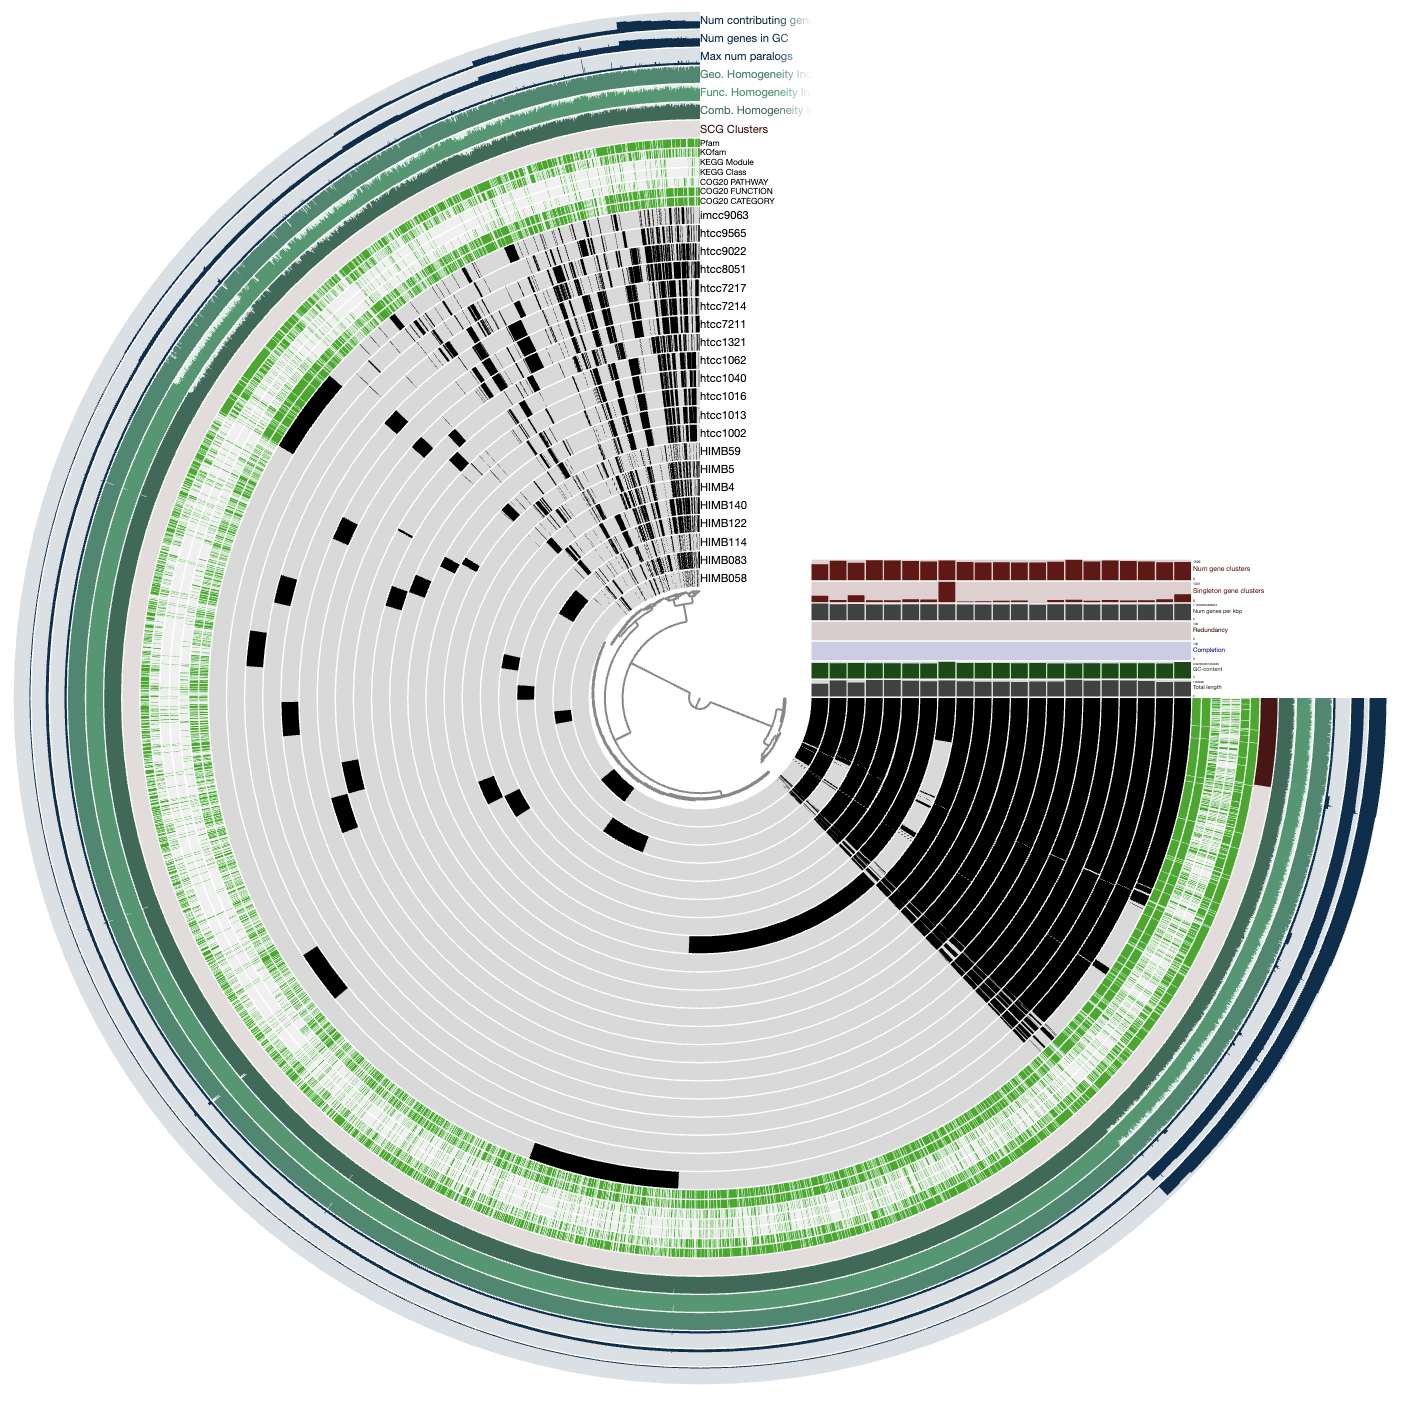 Num contributing gen
Num genes in GC
Max num paralogs
Geo. Homogeneity Ind
Func. Homogeneity In
Comb. Homogeneity
SCG Clusters
Pfam
KOfam
KEGG Module
KEGG Class
COG20 PATHWAY
COG20 FUNCTION
COG20 CATEGORY
imcc9063
htcc9565
htcc9022
htcc8051
htcc7217
htcc7214
htcc7211
htcc1321
htcc1062
htcc1040
htcc1016
htcc1013
htcc1002
HIMB59
HIMB5
HIMB4
HIMB140
HIMB122
HIMB114
HIMB083
HIMB058
Num gene clusters
Singleton gene clusters
Num genes per kbp
Redundancy
Completion
GC-content
Total length